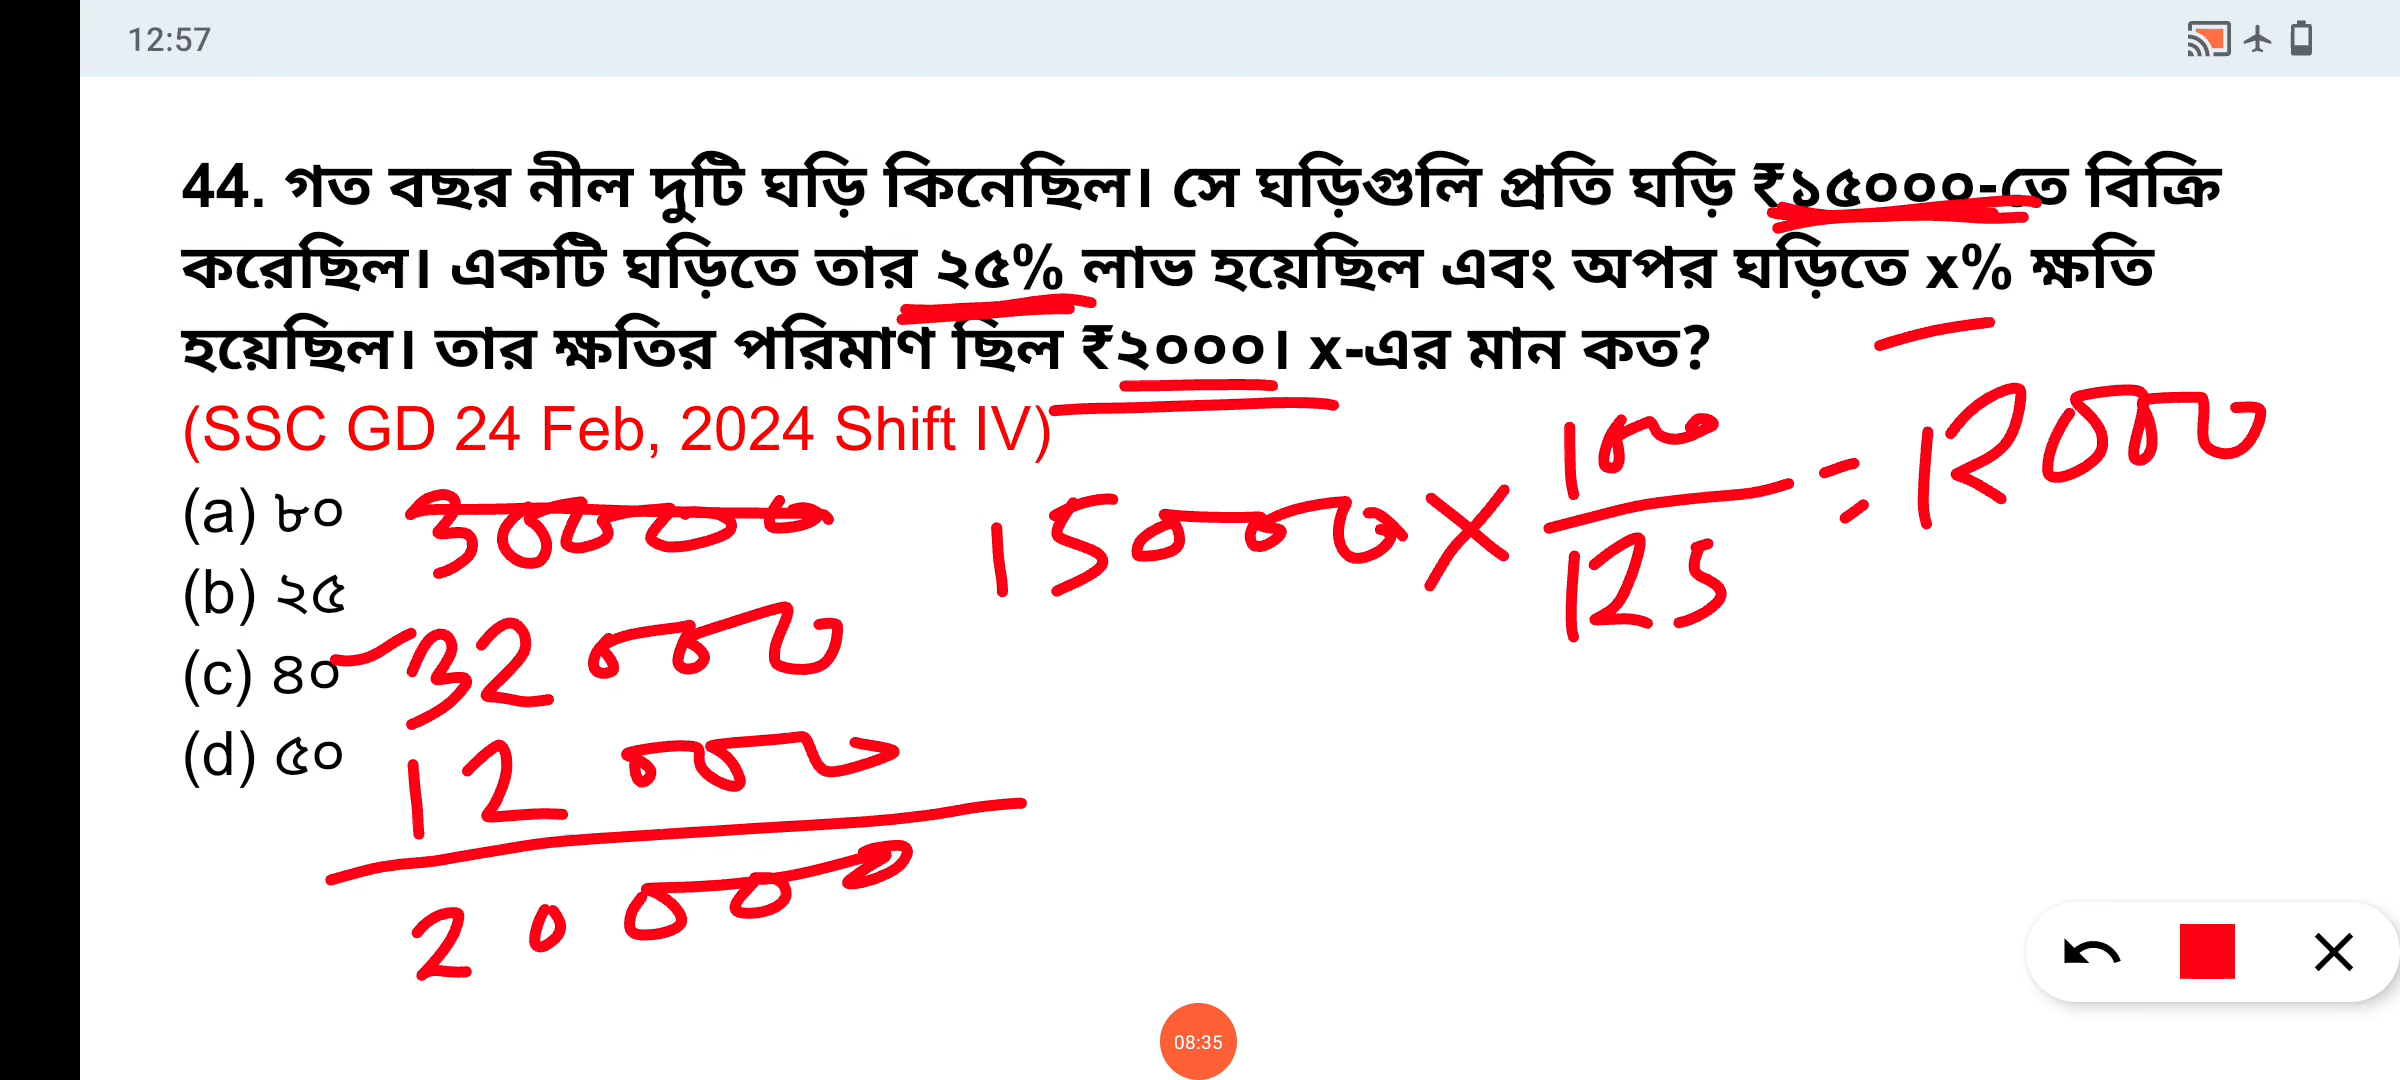 12:57
44. গত বছর নীল দুটি ঘড়ি কিনেছিল। সে ঘড়িগুলি প্রতি ঘড়ি ₹১৫০০০-তে বিক্রি
করেছিল। একটি ঘড়িতে তার ২৫% লাভ হয়েছিল এবং অপর ঘড়িতে x% ক্ষতি
হয়েছিল। তার ক্ষতির পরিমাণ ছিল ₹২০০০। x-এর মান কত?
(SSC GD 24 Feb, 2024 Shift IV)
(a) ৮০
(b) ২৫
(c) ৪০
(d) ৫০
30000
32000
12000
20000
15000 × 100/125 = 12000
08:35